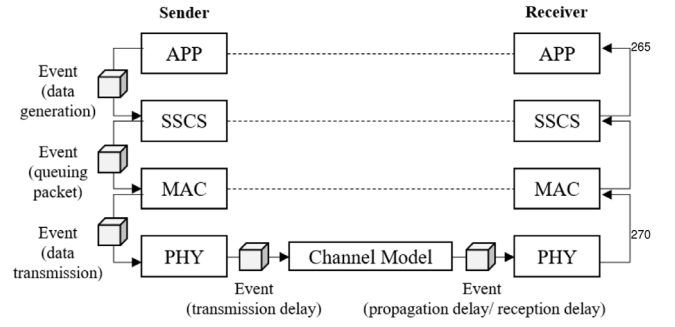 Sender
Receiver
APP
APP
265
Event
(data
generation)
SSCS
SSCS
Event
(queuing
packet)
MAC
MAC
Event
(data
transmission)
270
PHY
Channel Model
PHY
Event
(transmission delay)
Event
(propagation delay/ reception delay)